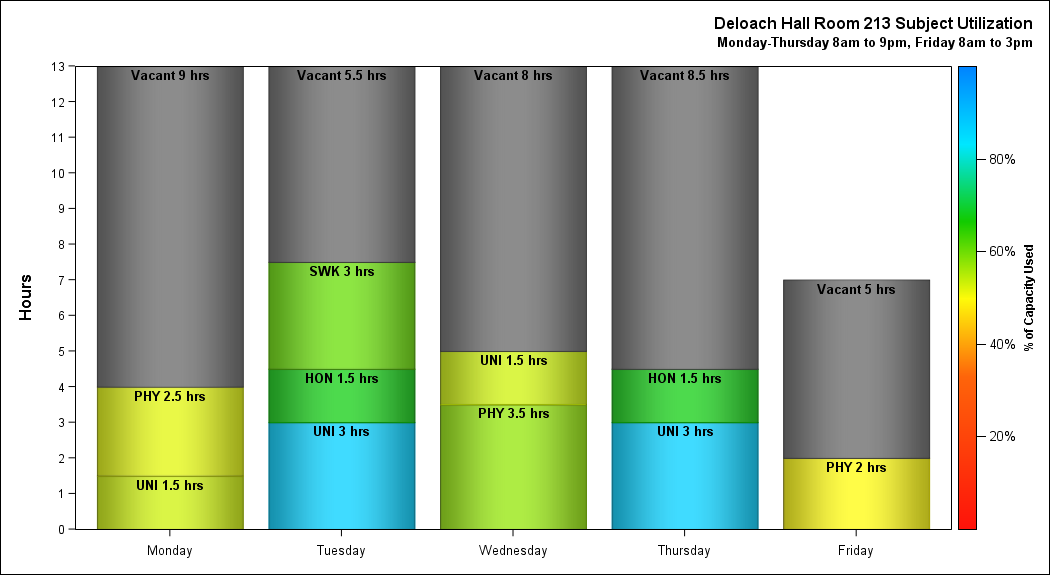 Deloach Hall Room 213 Subject Utilization
Monday-Thursday 8am to 9pm, Friday 8am to 3pm
Hours
13
12
11
10
9
8
7
6
5
4
3
2
1
0
Vacant 9 hrs
PHY 2.5 hrs
UNI 1.5 hrs
Vacant 5.5 hrs
SWK 3 hrs
HON 1.5 hrs
UNI 3 hrs
Vacant 8 hrs
UNI 1.5 hrs
PHY 3.5 hrs
Vacant 8.5 hrs
HON 1.5 hrs
UNI 3 hrs
Vacant 5 hrs
PHY 2 hrs
Monday
Tuesday
Wednesday
Thursday
Friday
80%
60%
40%
20%
% of Capacity Used